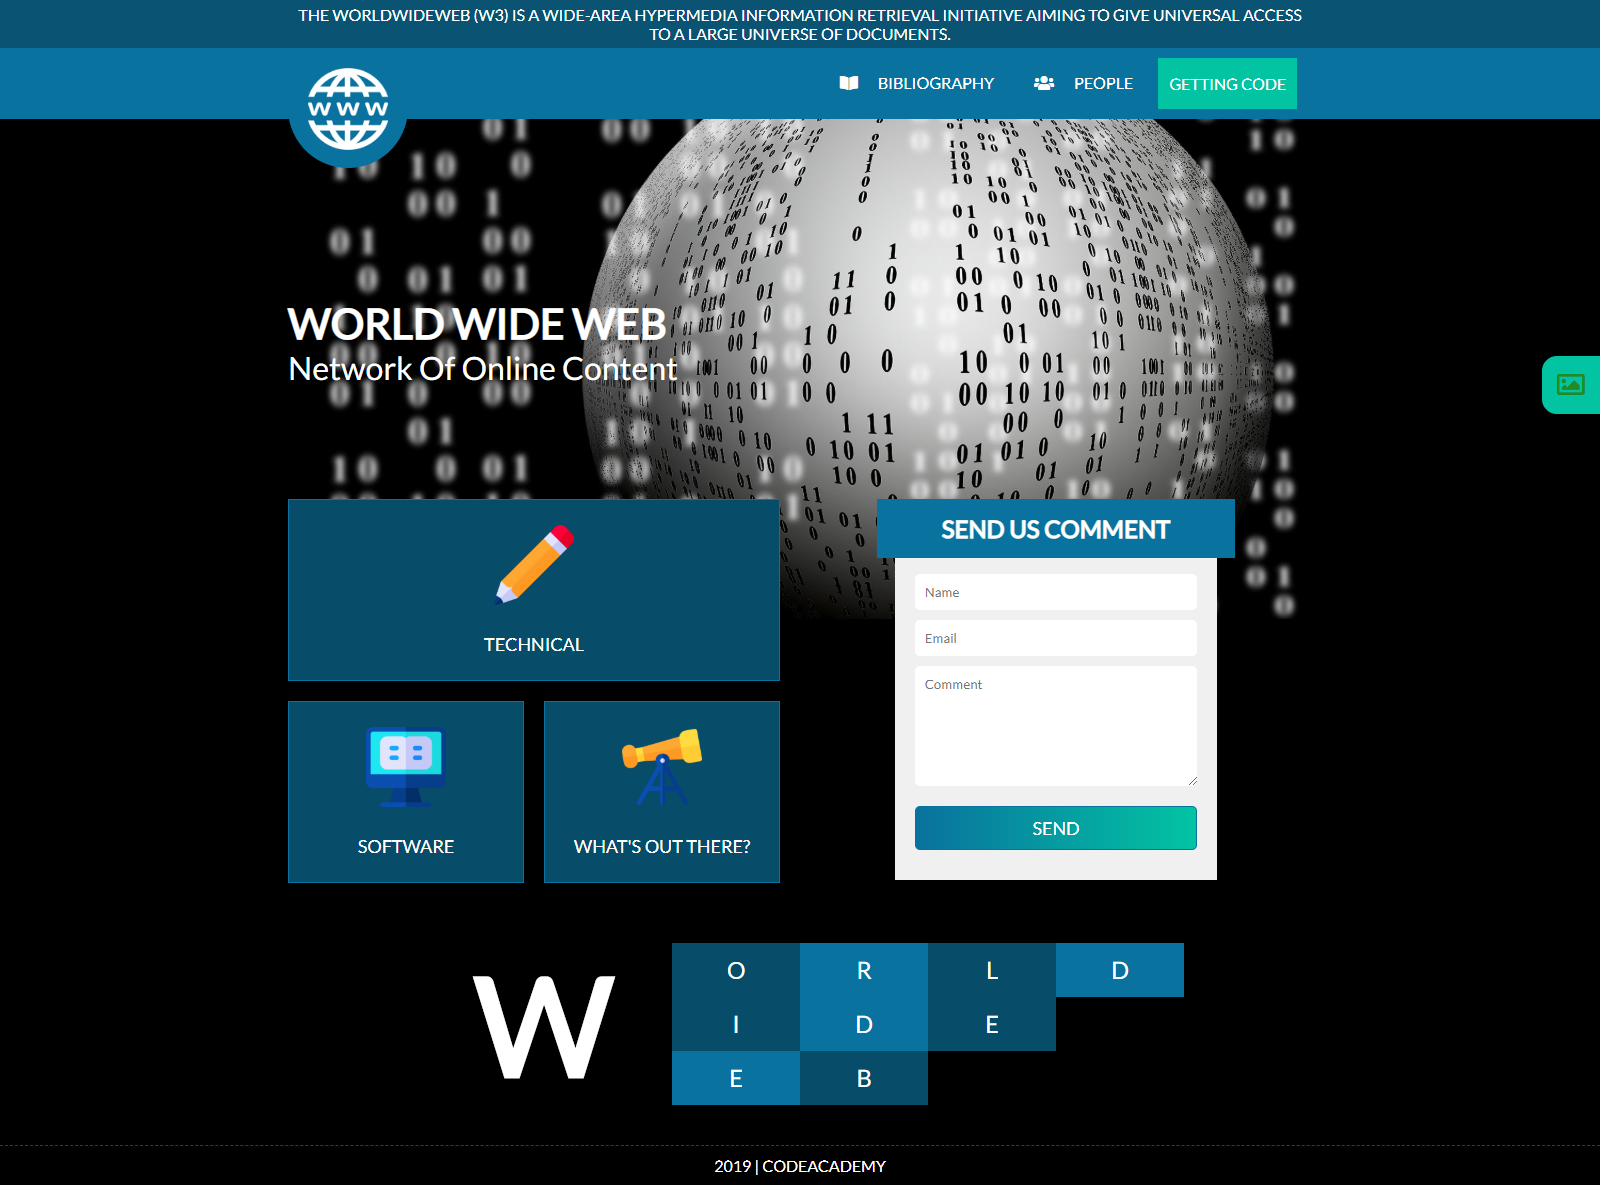 THE WORLDWIDEWEB (W3) IS A WIDE-AREA HYPERMEDIA INFORMATION RETRIEVAL INITIATIVE AIMING TO GIVE UNIVERSAL ACCESS
TO A LARGE UNIVERSE OF DOCUMENTS.
WWW
BIBLIOGRAPHY
PEOPLE
GETTING CODE
WORLD WIDE WEB
Network Of Online Content
TECHNICAL
SOFTWARE
WHAT'S OUT THERE?
SEND US COMMENT
Name
Email
Comment
SEND
W
O R L D
I D E
E B
2019 | CODEACADEMY